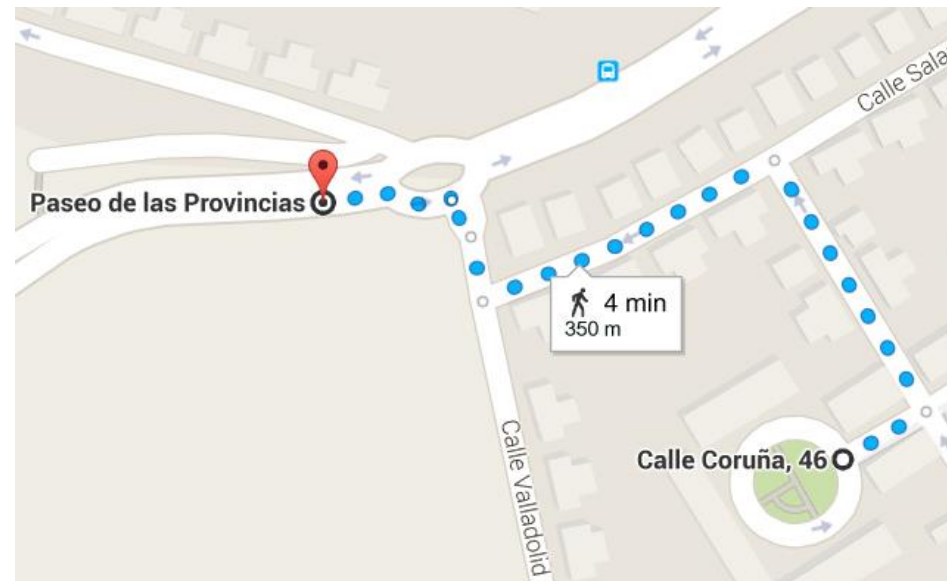 Calle Sala
Paseo de las Provincias
4 min
350 m
Calle Valladolid
Calle Coruña, 46